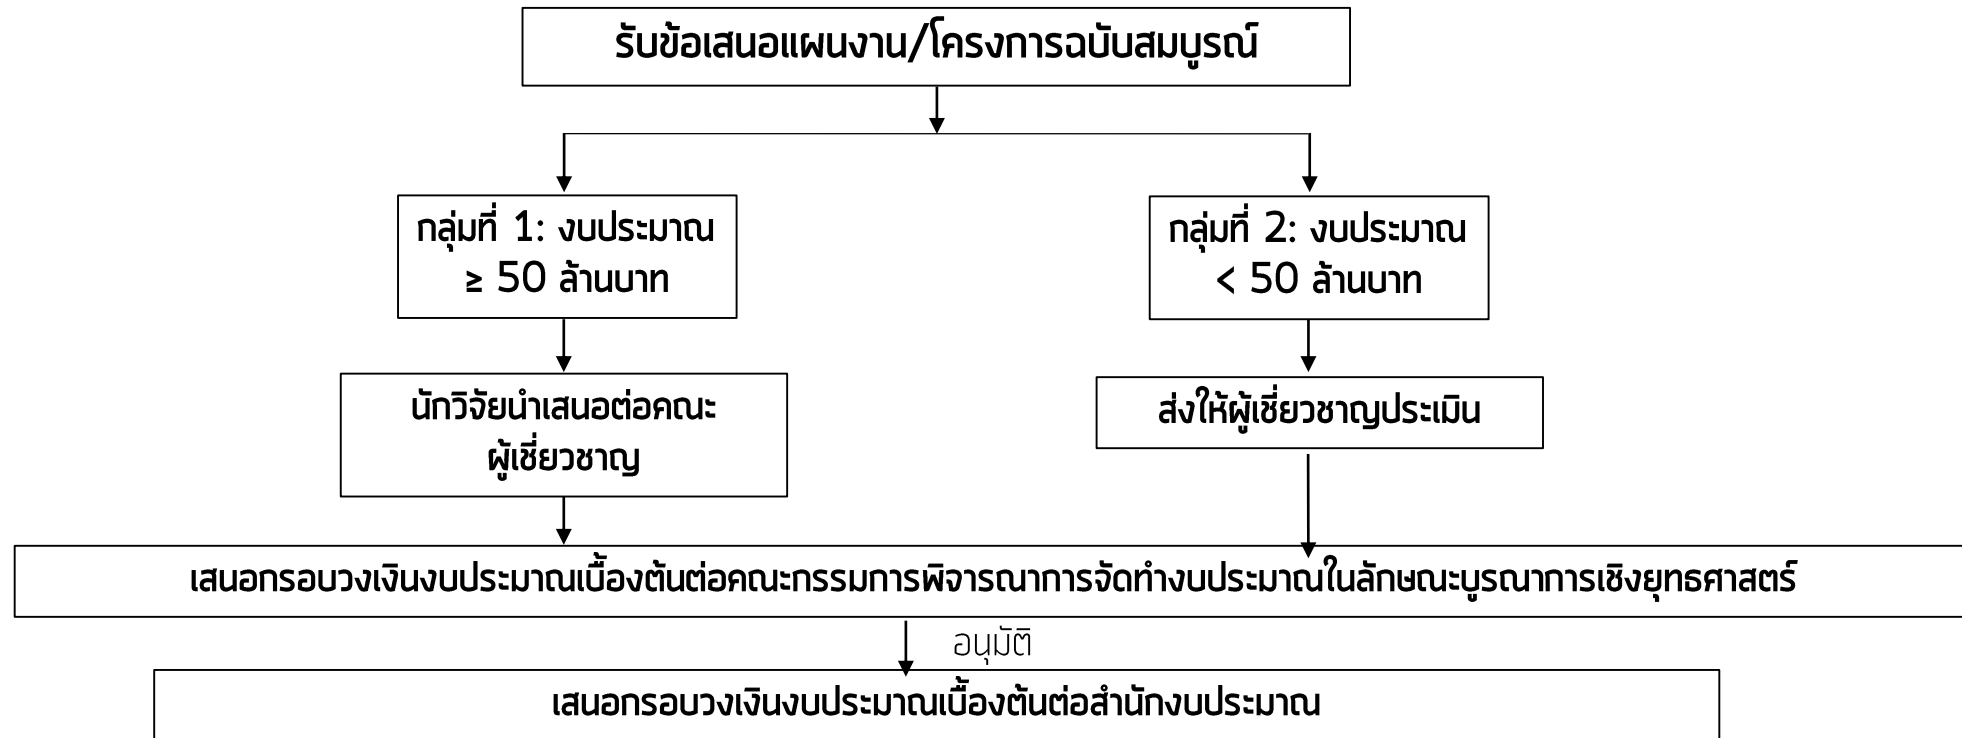 รับข้อเสนอแผนงาน/โครงการฉบับสมบูรณ์
กลุ่มที่ 1: งบประมาณ
≥ 50 ล้านบาท
กลุ่มที่ 2: งบประมาณ
< 50 ล้านบาท
นักวิจัยนำเสนอต่อคณะ
ผู้เชี่ยวชาญ
ส่งให้ผู้เชี่ยวชาญประเมิน
เสนอกรอบวงเงินงบประมาณเบื้องต้นต่อคณะกรรมการพิจารณาการจัดทำงบประมาณในลักษณะบูรณาการเชิงยุทธศาสตร์
อนุมัติ
เสนอกรอบวงเงินงบประมาณเบื้องต้นต่อสำนักงบประมาณ